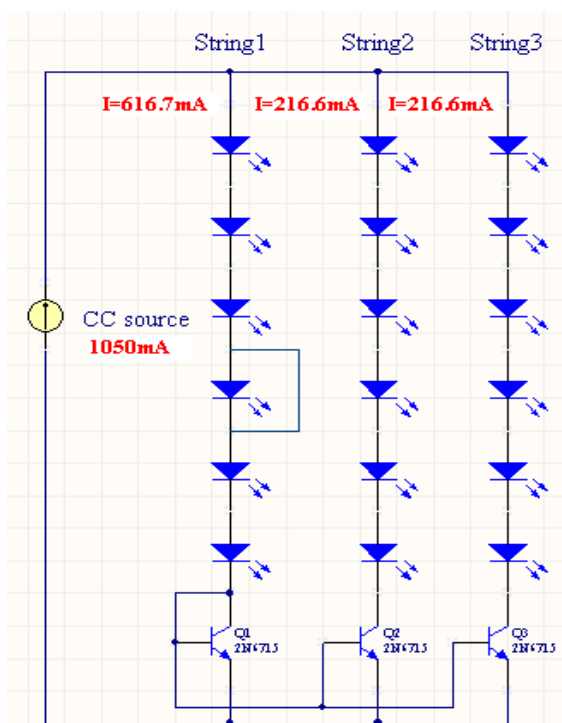 String1 String2 String3
I=616.7mA I=216.6mA I=216.6mA
CC source
1050mA
Q1 Q2 Q3
2N6715 2N6715 2N6715